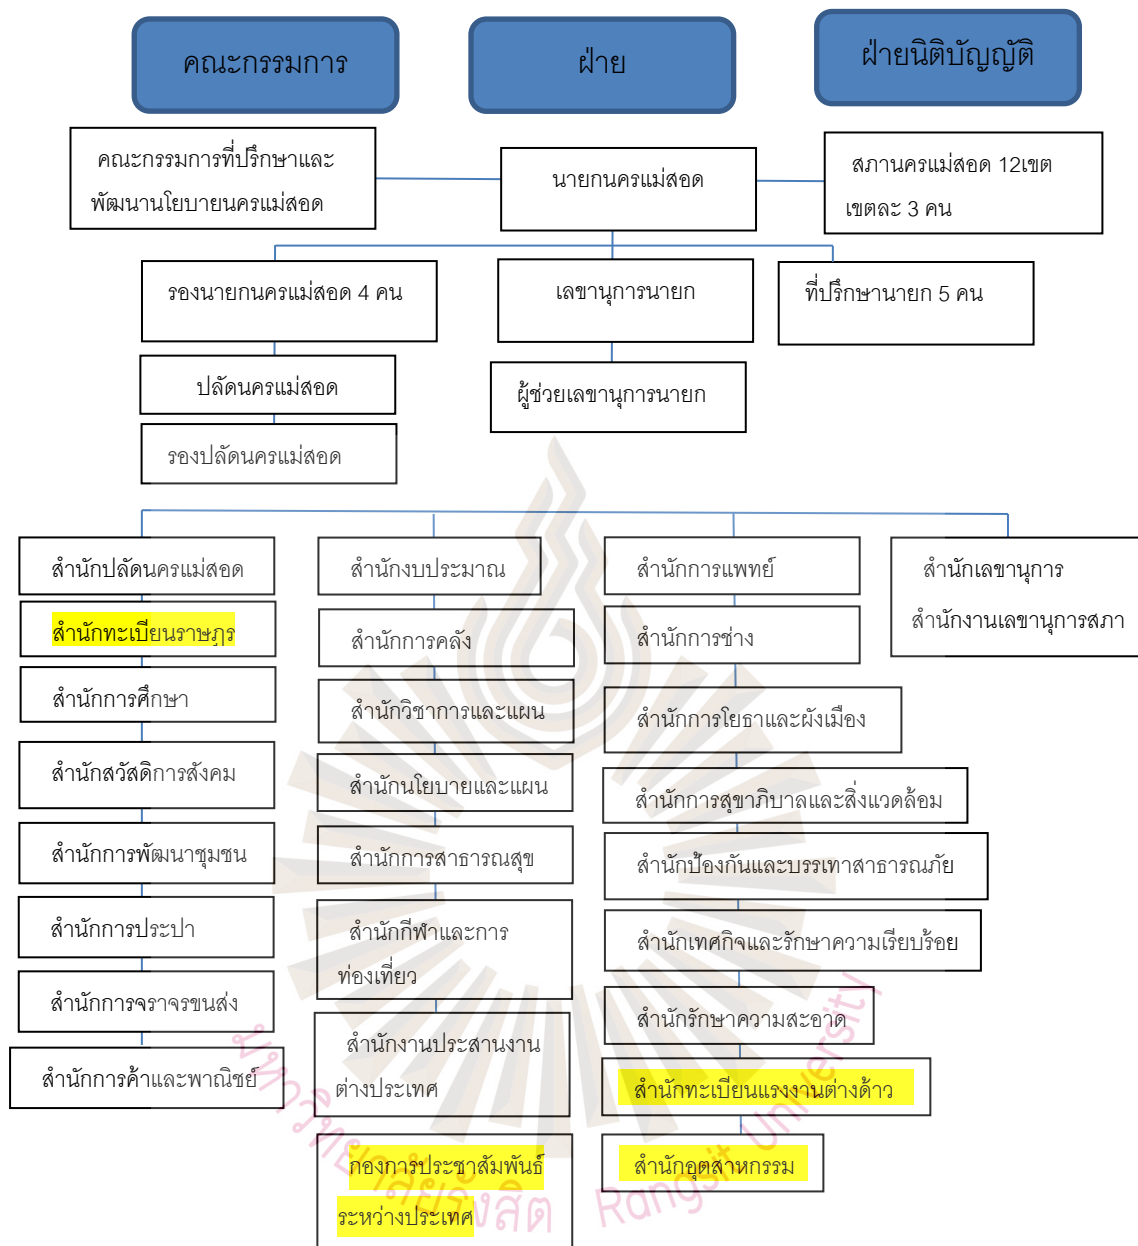 คณะกรรมการ
ฝ่าย
ฝ่ายนิติบัญญัติ
คณะกรรมการที่ปรึกษาและ
พัฒนานโยบายนครแม่สอด
นายกนครแม่สอด
สภานครแม่สอด 12เขต
เขตละ 3 คน
รองนายกนครแม่สอด 4 คน
เลขานุการนายก
ที่ปรึกษานายก 5 คน
ปลัดนครแม่สอด
ผู้ช่วยเลขานุการนายก
รองปลัดนครแม่สอด
สำนักปลัดนครแม่สอด
สำนักทะเบียนราษฎร
สำนักการศึกษา
สำนักสวัสดิการสังคม
สำนักการพัฒนาชุมชน
สำนักการประปา
สำนักการจราจรขนส่ง
สำนักการค้าและพาณิชย์
สำนักงบประมาณ
สำนักการคลัง
สำนักวิชาการและแผน
สำนักนโยบายและแผน
สำนักการสาธารณสุข
สำนักกีฬาและการ
ท่องเที่ยว
สำนักงานประสานงาน
ต่างประเทศ
กองการประชาสัมพันธ์
ระหว่างประเทศ
สำนักการแพทย์
สำนักการช่าง
สำนักการโยธาและผังเมือง
สำนักการสุขาภิบาลและสิ่งแวดล้อม
สำนักป้องกันและบรรเทาสาธารณภัย
สำนักเทศกิจและรักษาความเรียบร้อย
สำนักรักษาความสะอาด
สำนักทะเบียนแรงงานต่างด้าว
สำนักอุตสาหกรรม
สำนักเลขานุการ
สำนักงานเลขานุการสภา
มหาวิทยาลัยรังสิต Rangsit University